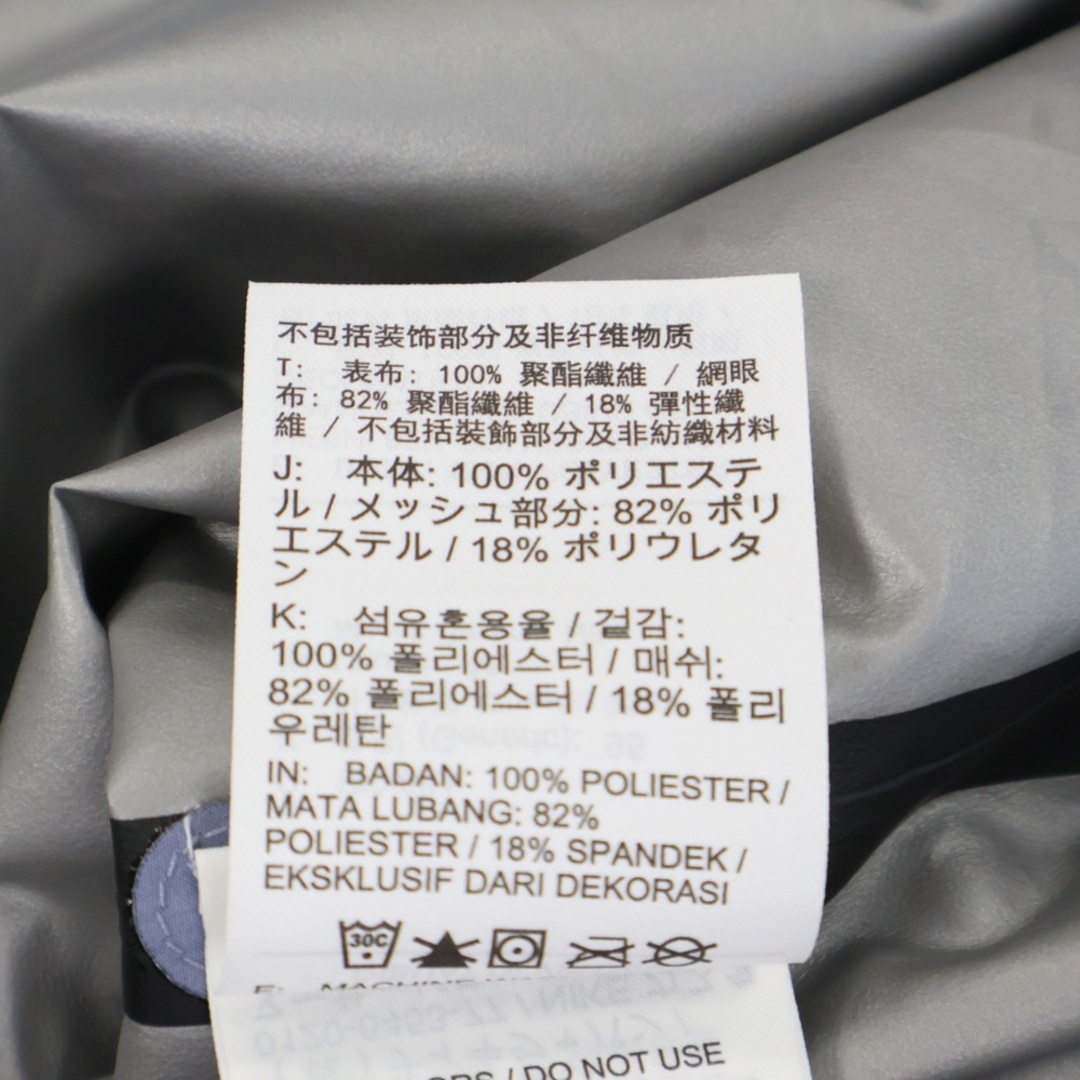 不包括装饰部分及非纤维物质
T: 表布: 100% 聚酯纖維 / 網眼
布: 82% 聚酯纖維 / 18% 彈性纖
維 / 不包括裝飾部分及非紡織材料
J: 本体: 100% ポリエステ
ル / メッシュ部分: 82% ポリ
エステル / 18% ポリウレタ
ン
K: 섬유혼용율 / 겉감:
100% 폴리에스터 / 매쉬:
82% 폴리에스터 / 18% 폴리
우레탄
IN: BADAN: 100% POLIESTER /
MATA LUBANG: 82%
POLIESTER / 18% SPANDEK /
EKSKLUSIF DARI DEKORASI
30C
E: MACHINE
/ DO NOT USE